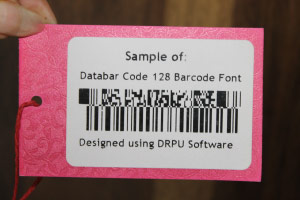 Sample of:
Databar Code 128 Barcode Font
Designed using DRPU Software